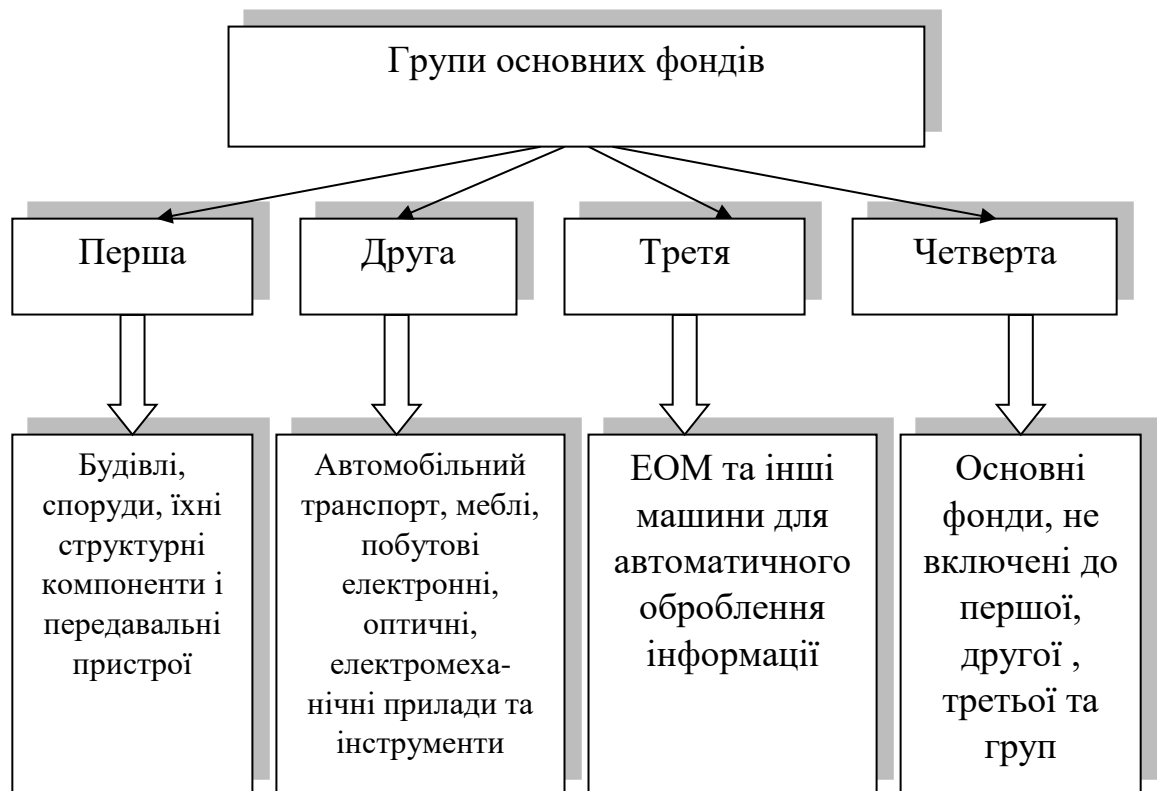 Групи основних фондів
Перша
Друга
Третя
Четверта
Будівлі,
споруди, їхні
структурні
компоненти і
передавальні
пристрої
Автомобільний
транспорт, меблі,
побутові
електронні,
оптичні,
електромеха-
нічні прилади та
інструменти
ЕОМ та інші
машини для
автоматичного
оброблення
інформації
Основні
фонди, не
включені до
першої,
другої ,
третьої та
груп